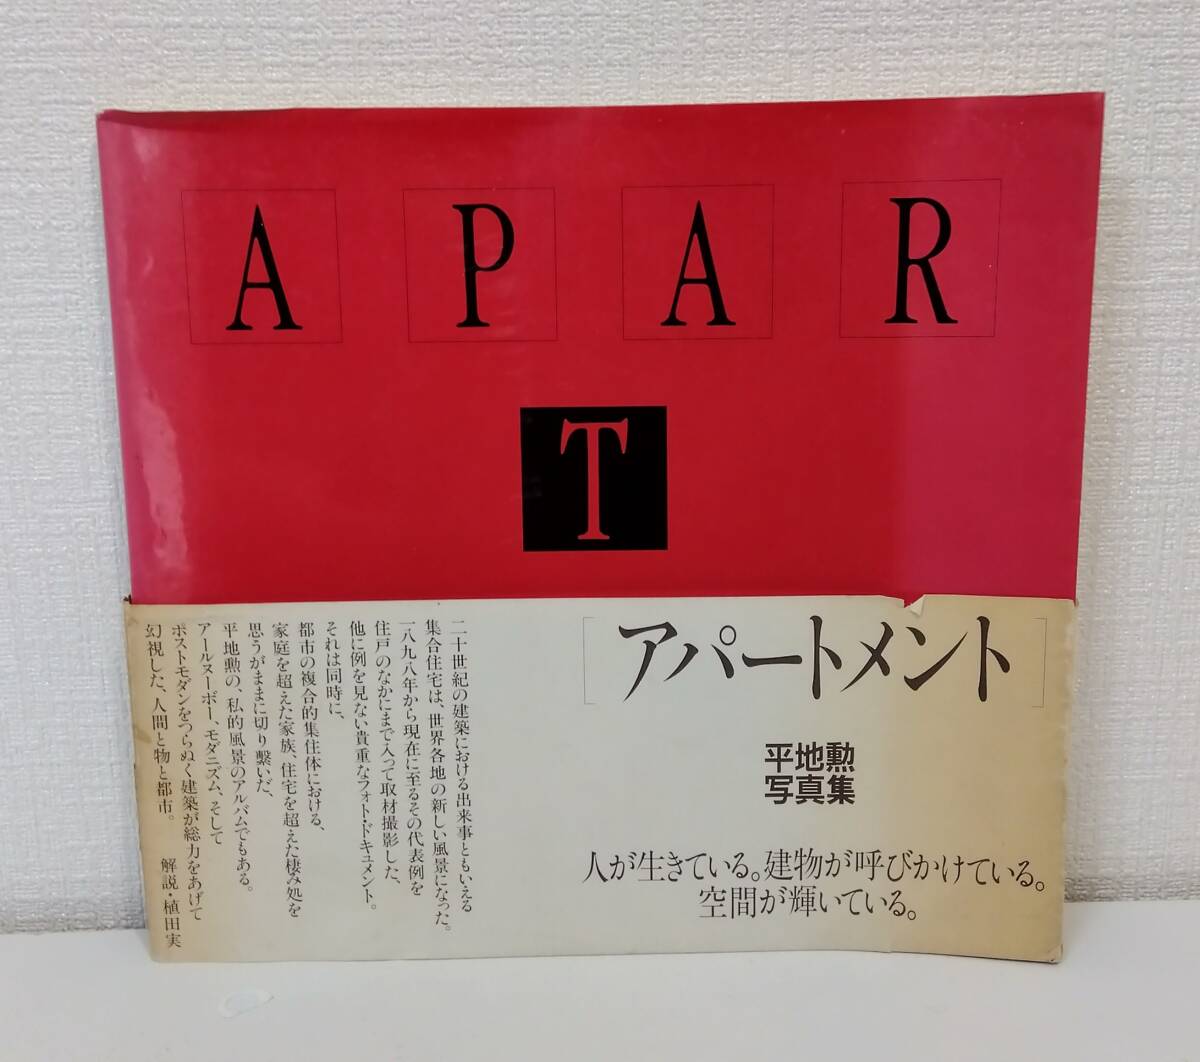 A P A R
T
[アパートメント]
平地勲
写真集
人が生きている。建物が呼びかけている。
空間が輝いている。
二十世紀の建築における出来事ともいえる
集合住宅は、世界各地の新しい風景になった。
一八九八年から現在に至るその代表例を
住戸のなかにまで入って取材撮影した、
他に例を見ない貴重なフォト・ドキュメント。
それは同時に、
都市の複合的集住体における、
家庭を超えた家族、住宅を超えた棲み処を
思うがままに切り繋いだ、
平地勲の、私的風景のアルバムでもある。
アールヌーボー、モダニズム、そして
ポストモダンをつらぬく建築が総力をあげて
幻視した、人間と物と都市。
解説・植田実